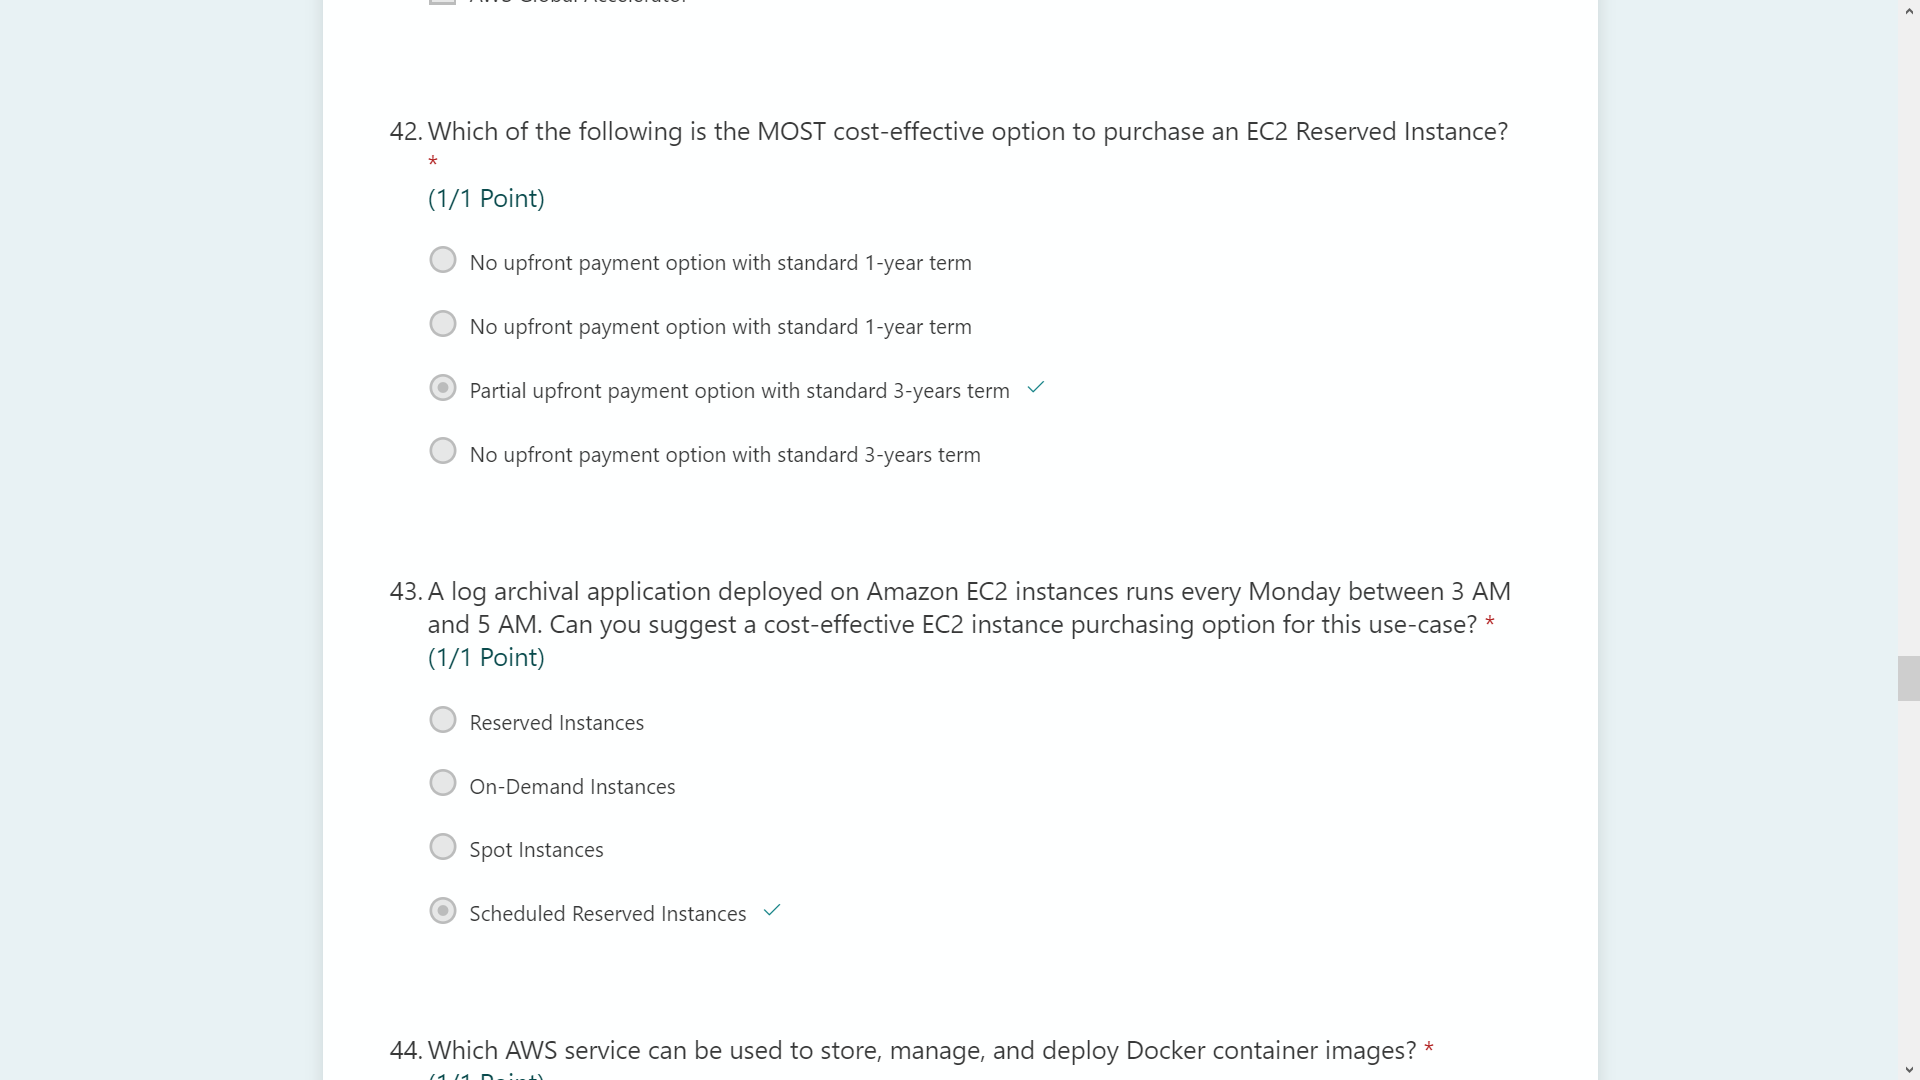 AWS Global Accelerator
42. Which of the following is the MOST cost-effective option to purchase an EC2 Reserved Instance?
*
(1/1 Point)
No upfront payment option with standard 1-year term
No upfront payment option with standard 1-year term
Partial upfront payment option with standard 3-years term
No upfront payment option with standard 3-years term
43. A log archival application deployed on Amazon EC2 instances runs every Monday between 3 AM
and 5 AM. Can you suggest a cost-effective EC2 instance purchasing option for this use-case? *
(1/1 Point)
Reserved Instances
On-Demand Instances
Spot Instances
Scheduled Reserved Instances
44. Which AWS service can be used to store, manage, and deploy Docker container images? *
(1/1 Point)